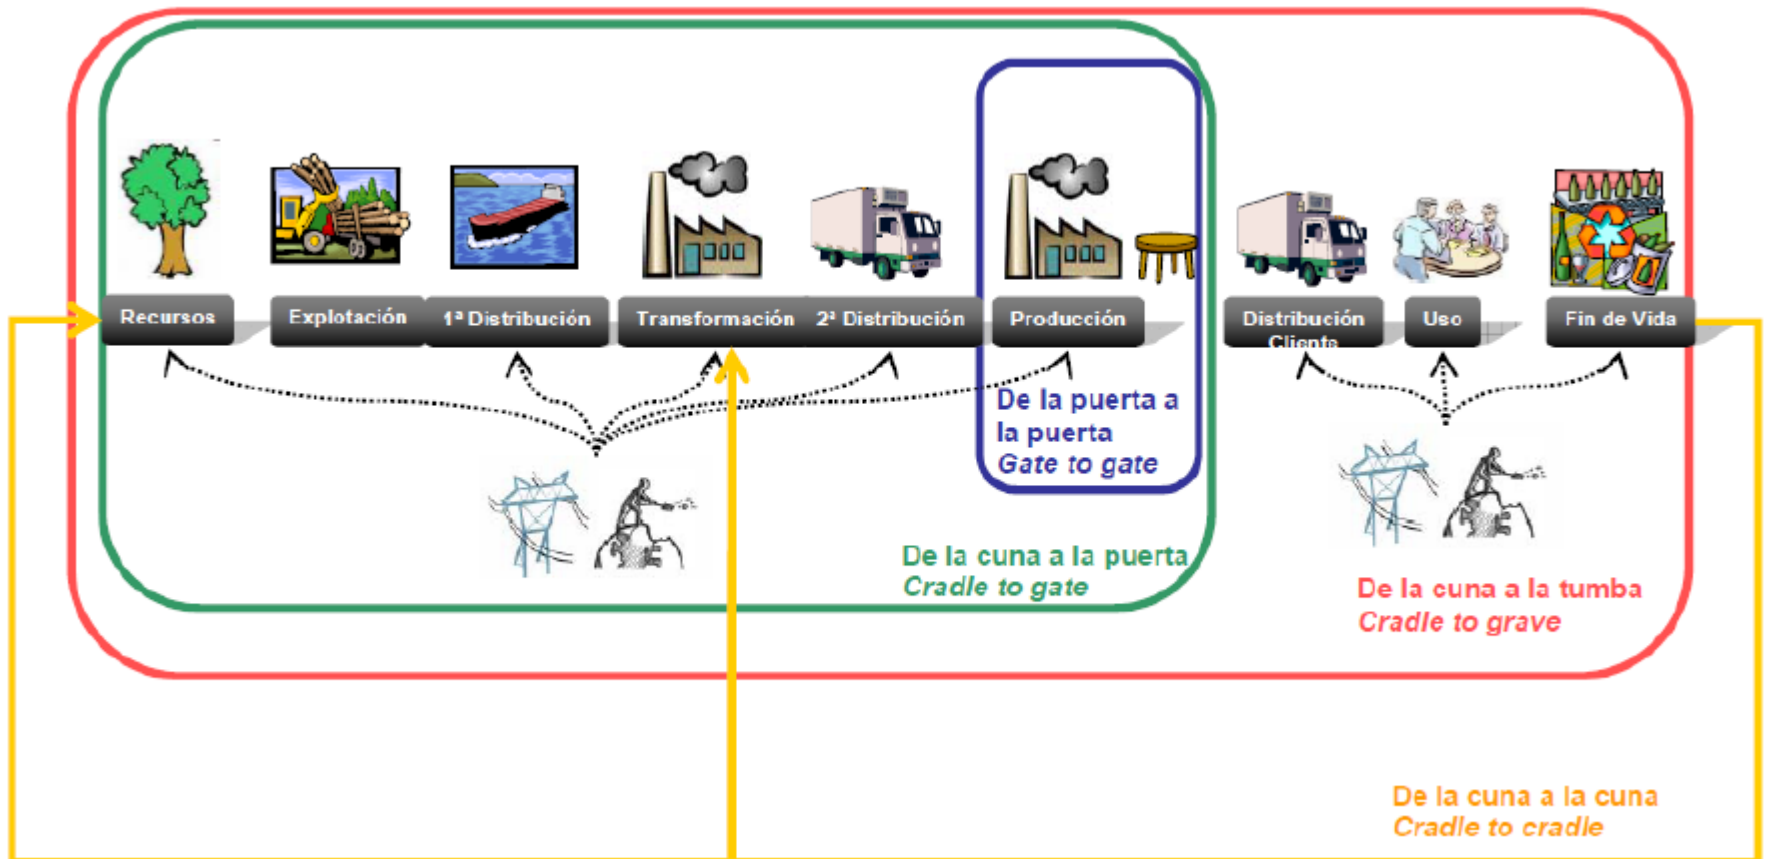 Recursos
Explotación
1ª Distribución
Transformación
2ª Distribución
Producción
Distribución
Cliente
Uso
Fin de Vida
De la puerta a
la puerta
Gate to gate
De la cuna a la puerta
Cradle to gate
De la cuna a la tumba
Cradle to grave
De la cuna a la cuna
Cradle to cradle